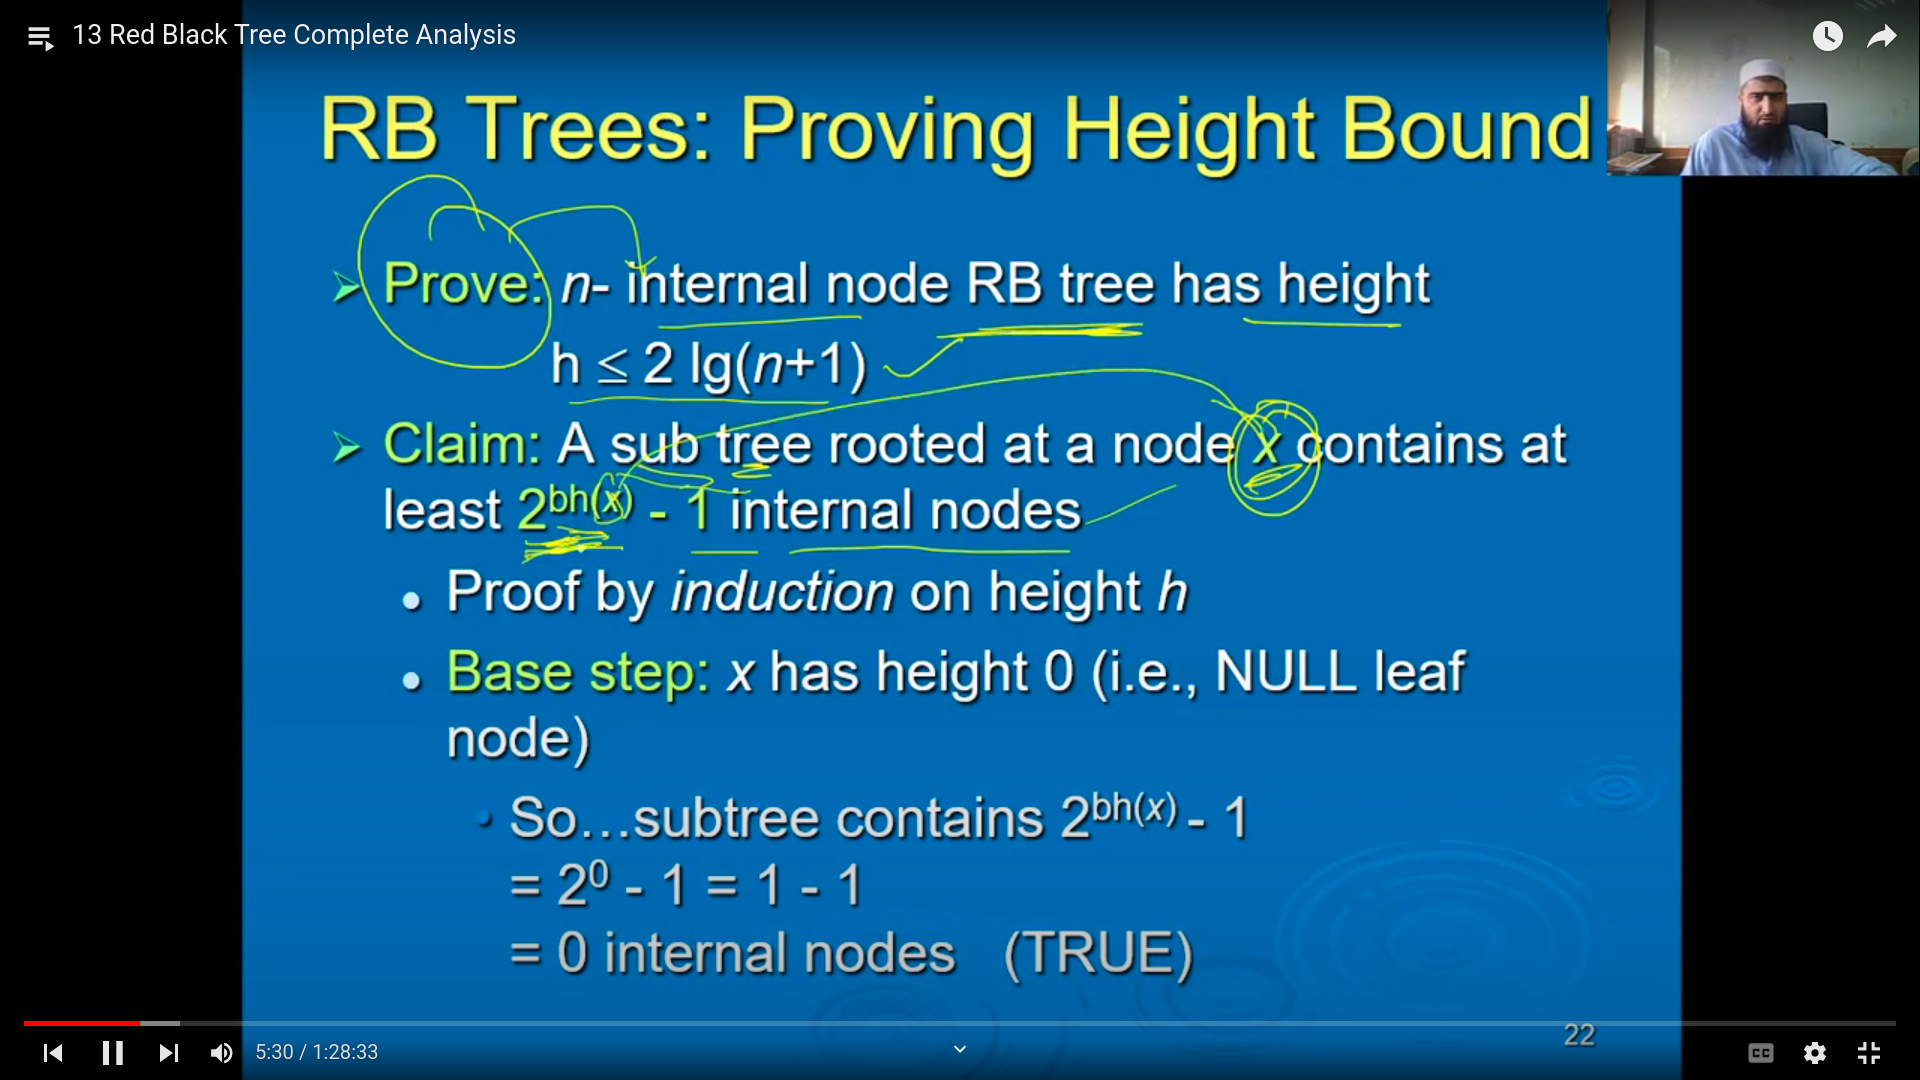 13 Red Black Tree Complete Analysis
RB Trees: Proving Height Bound
Prove: n- internal node RB tree has height
h ≤ 2 lg(n+1)
Claim: A sub tree rooted at a node x contains at
least 2^bh(x) - 1 internal nodes
Proof by induction on height h
Base step: x has height 0 (i.e., NULL leaf
node)
So…subtree contains 2^bh(x) - 1
= 2^0 - 1 = 1 - 1
= 0 internal nodes (TRUE)
22
5:30 / 1:28:33
CC